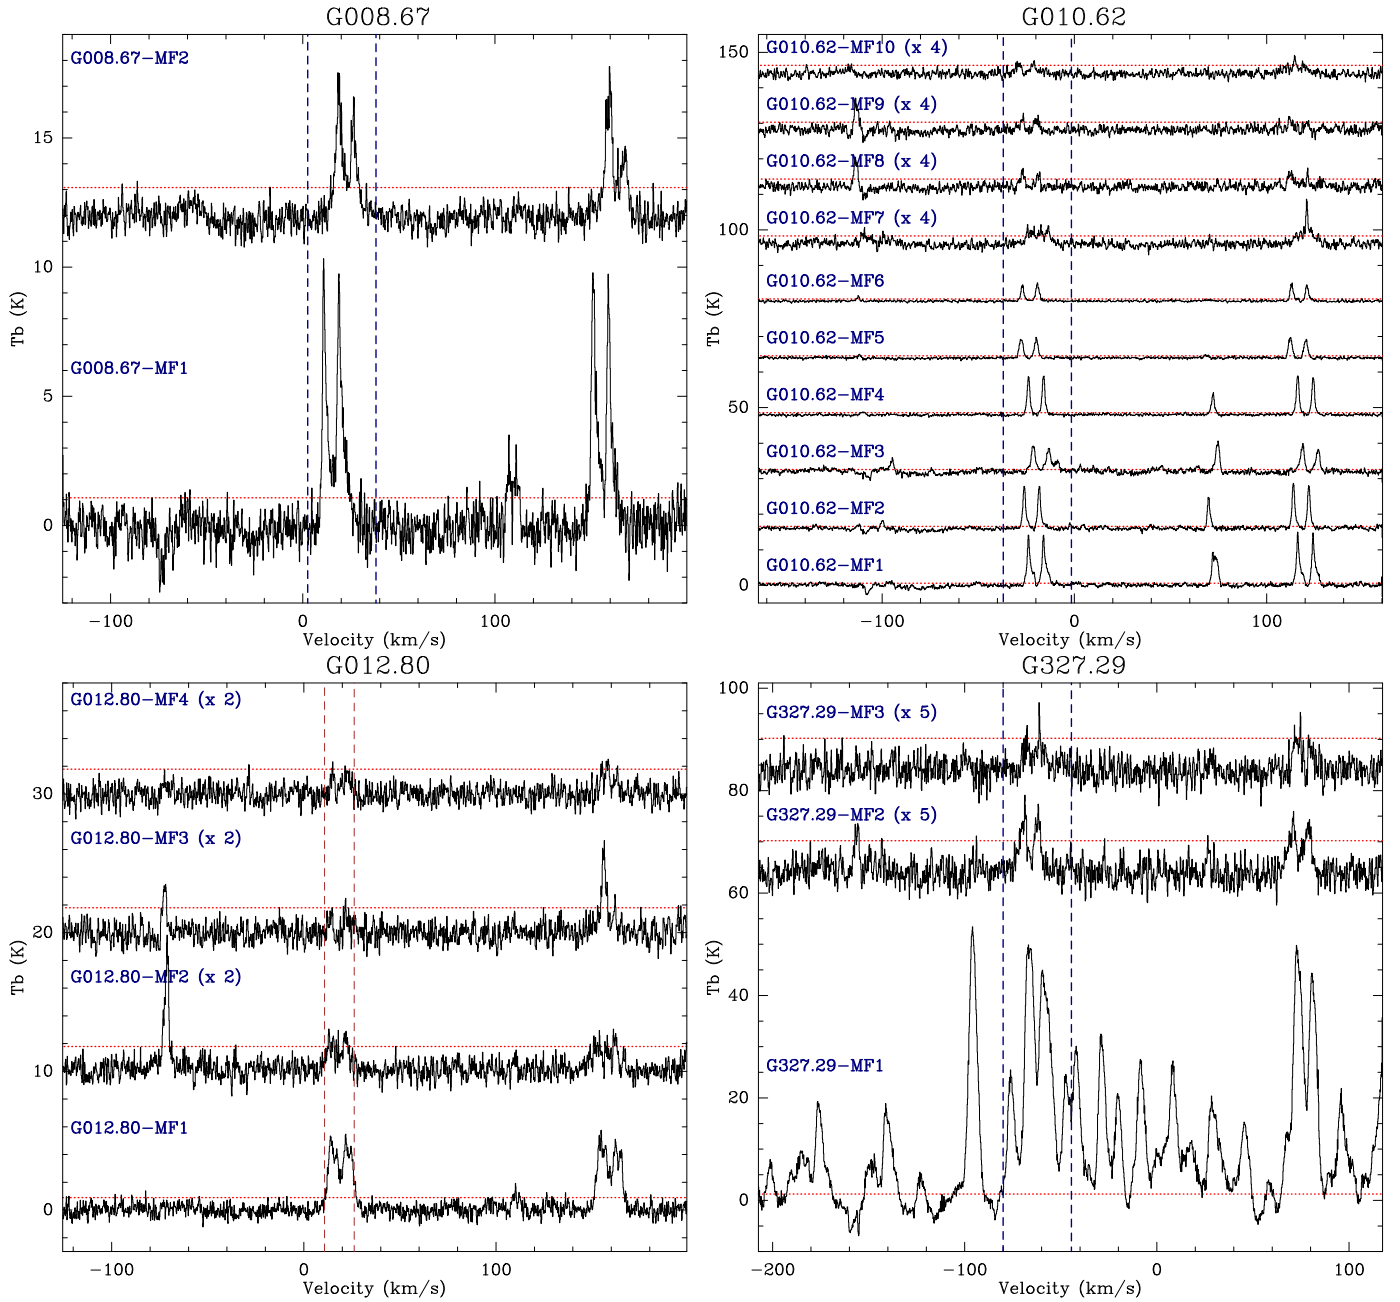 G008.67
G008.67−MF2
G008.67−MF1
15
10
5
0
Tb (K)
−100
0
100
Velocity (km/s)
G010.62
G010.62−MF10 (x 4)
G010.62−MF9 (x 4)
G010.62−MF8 (x 4)
G010.62−MF7 (x 4)
G010.62−MF6
G010.62−MF5
G010.62−MF4
G010.62−MF3
G010.62−MF2
G010.62−MF1
150
100
50
0
Tb (K)
−100
0
100
Velocity (km/s)
G012.80
G012.80−MF4 (x 2)
G012.80−MF3 (x 2)
G012.80−MF2 (x 2)
G012.80−MF1
30
20
10
0
Tb (K)
−100
0
100
Velocity (km/s)
G327.29
G327.29−MF3 (x 5)
G327.29−MF2 (x 5)
G327.29−MF1
100
80
60
40
20
0
Tb (K)
−200
−100
0
100
Velocity (km/s)